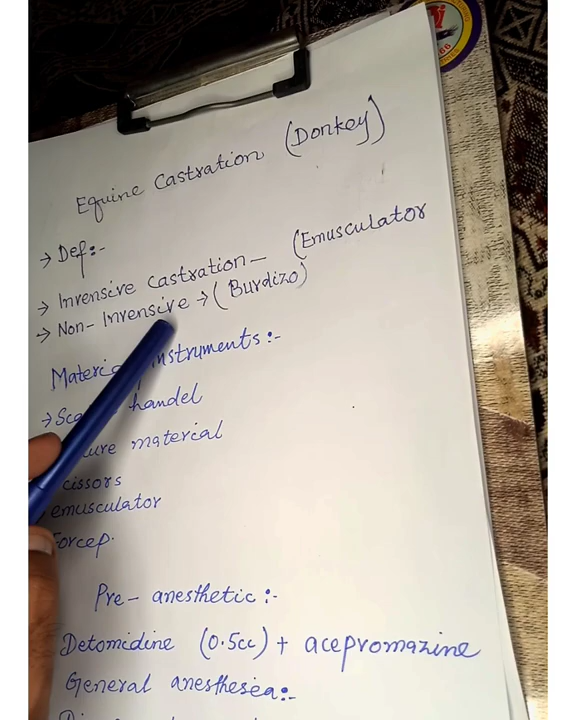 Equine Castration (Donkey)
→ Def:-
→ Invensive Castration - (Emusculator
→ Non- Invensive → (Burdizo)
instruments:-
→ handel
material
cissors
emusculator
Forcep.
Pre- anesthetic :-
Detomidine (0.5cc) + acepromazine
General anesthesea:-